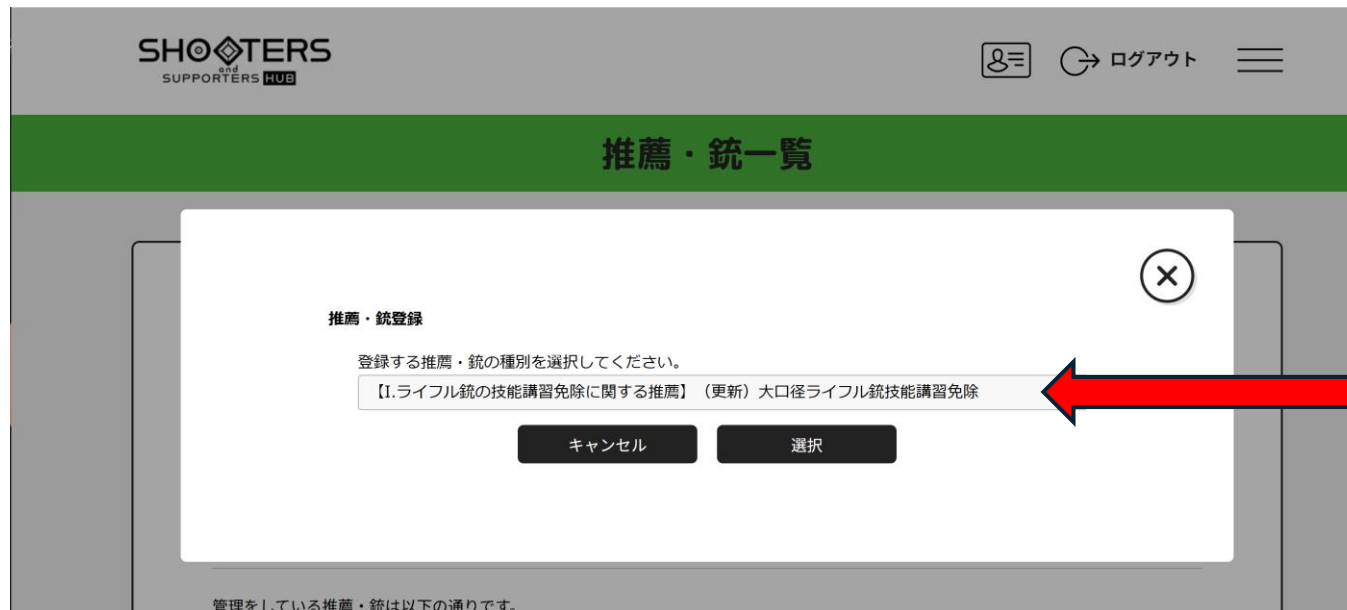 SHOOTERS
and
SUPPORTERS HUB
ログアウト
推薦・銃一覧
推薦・銃登録
登録する推薦・銃の種別を選択してください。
【I.ライフル銃の技能講習免除に関する推薦】（更新）大口径ライフル銃技能講習免除
キャンセル
選択
管理をしている推薦・銃は以下の通りです。